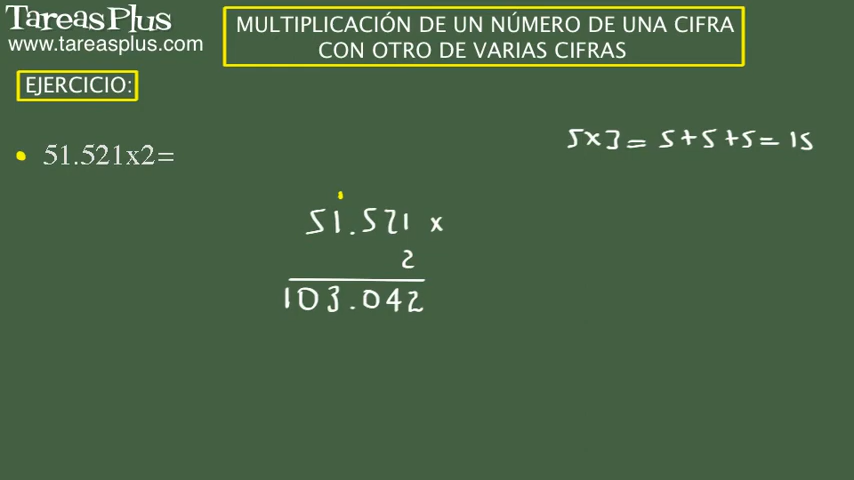 TareasPlus
www.tareasplus.com
MULTIPLICACIÓN DE UN NÚMERO DE UNA CIFRA
CON OTRO DE VARIAS CIFRAS
EJERCICIO:
5x3 = 5+5+5= 15
• 51.521x2=
51.521 x
2
103.042